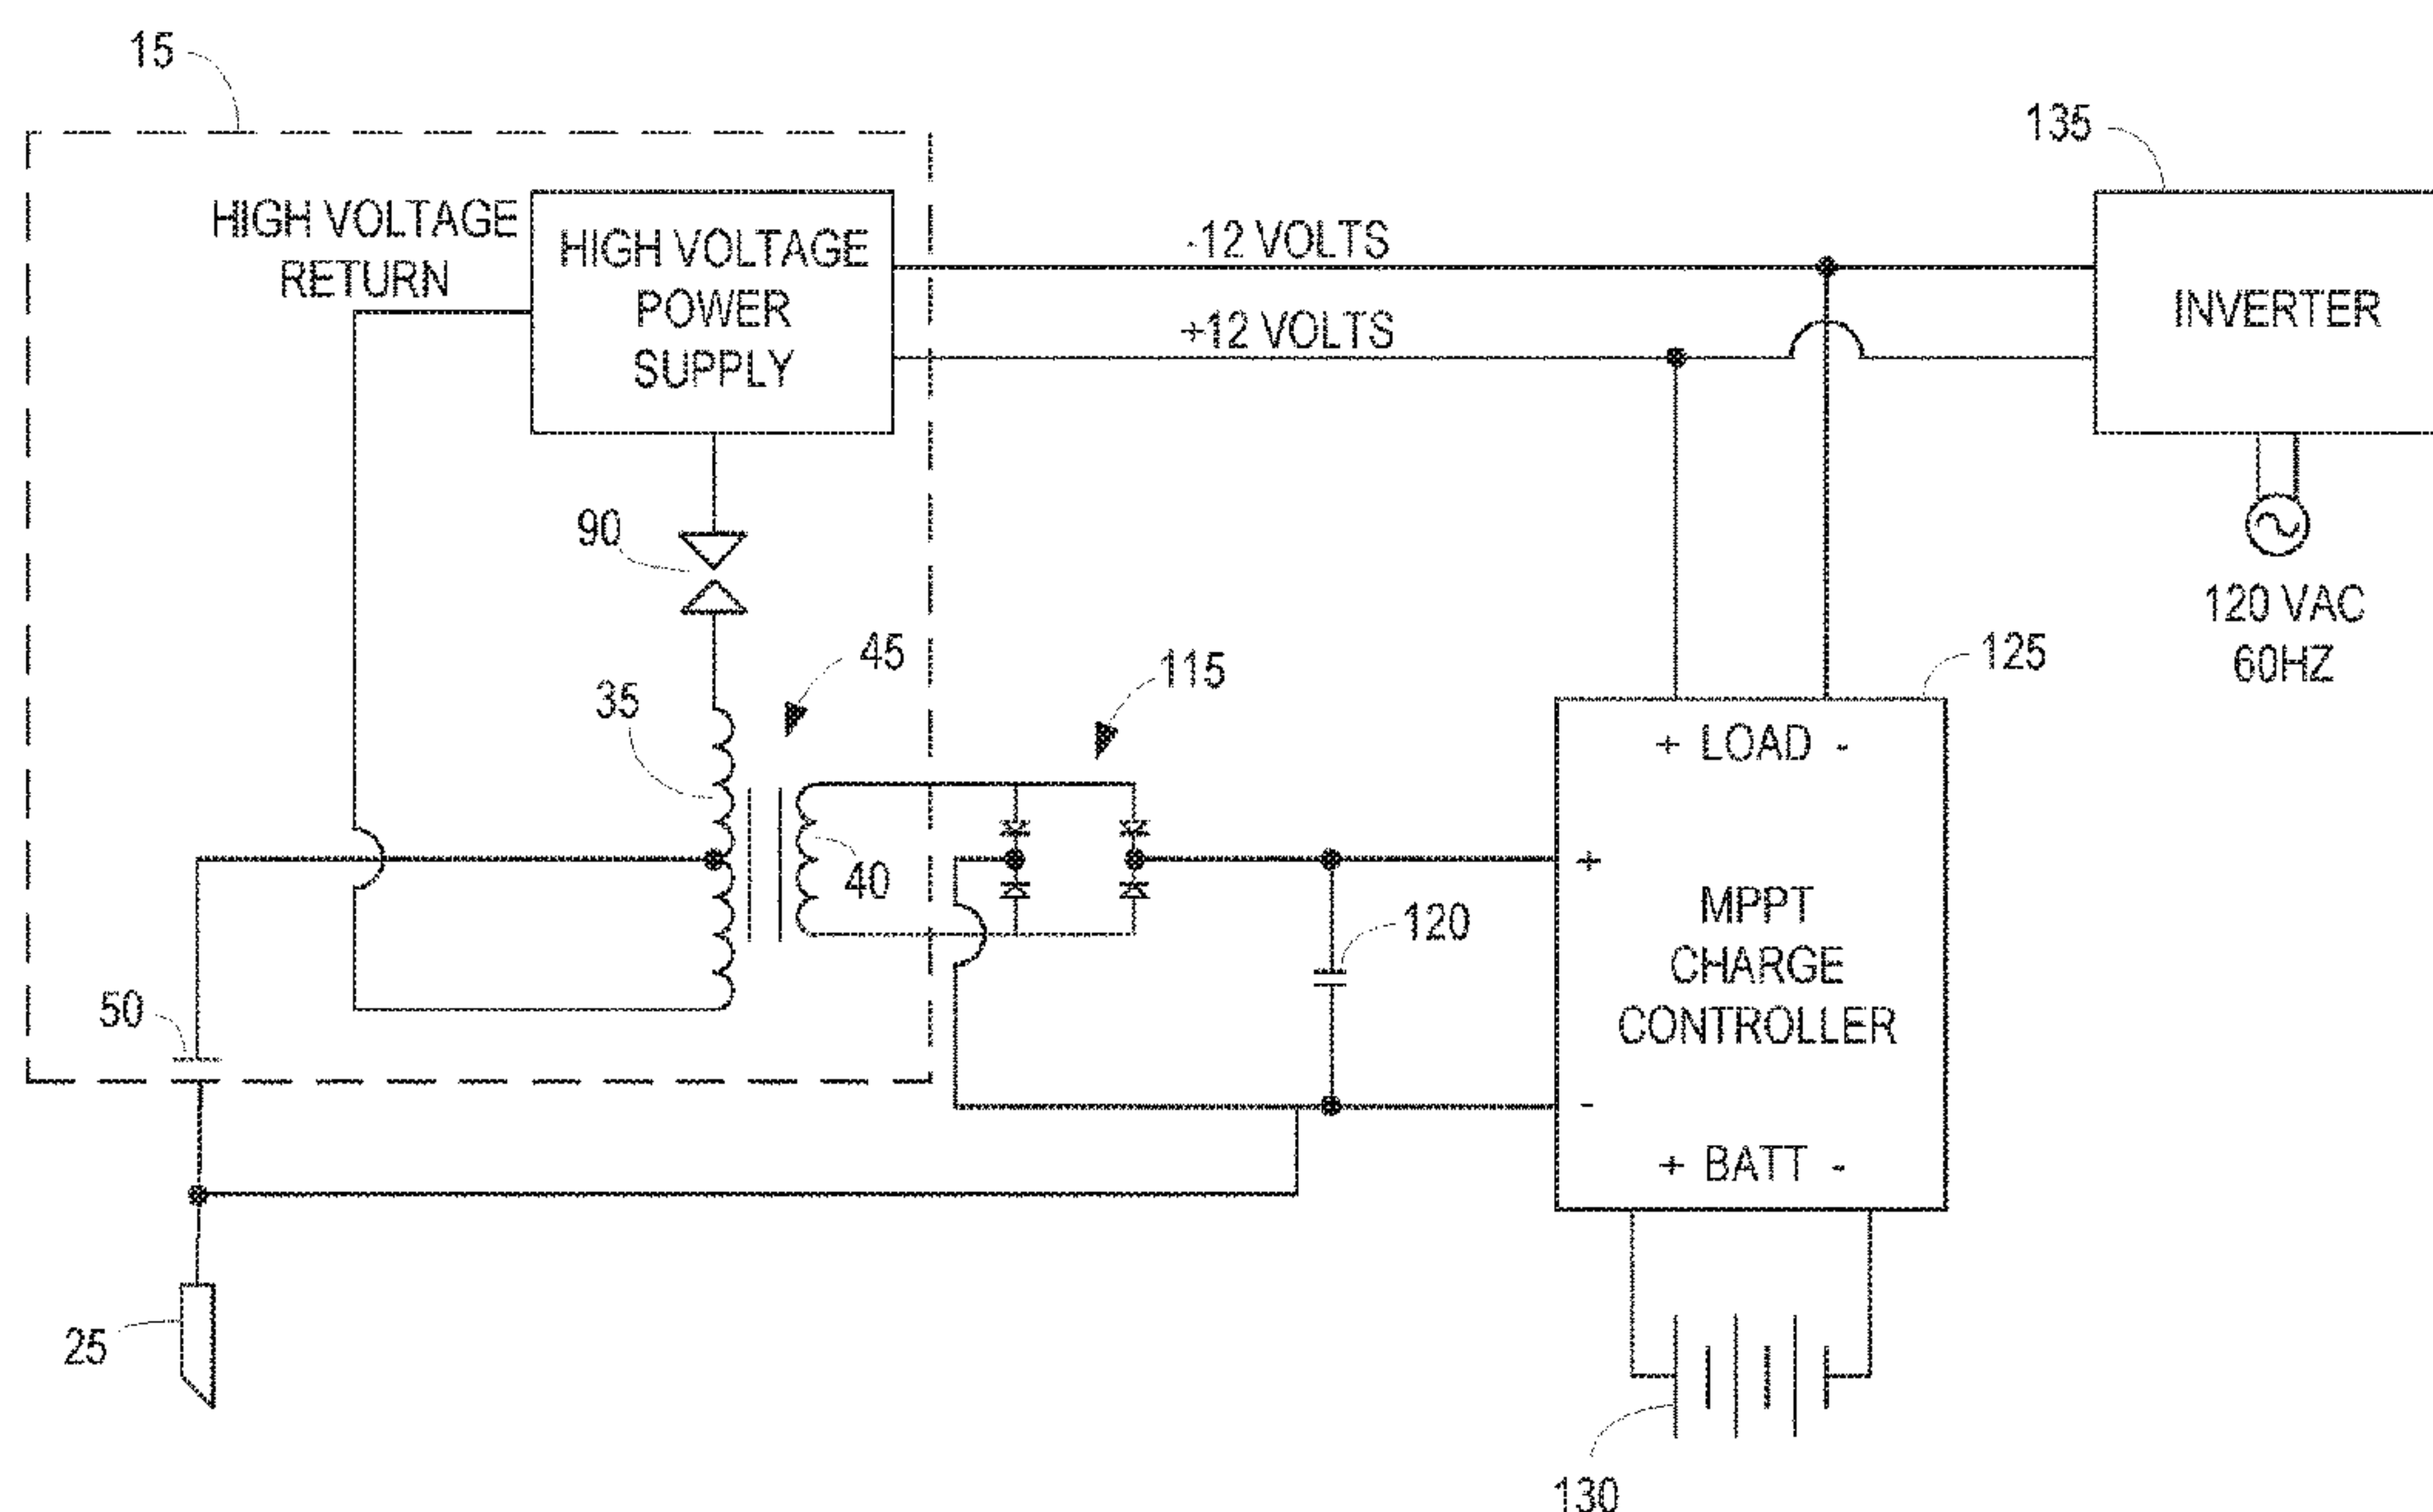 15
135
HIGH VOLTAGE
RETURN
HIGH VOLTAGE
POWER
SUPPLY
-12 VOLTS
+12 VOLTS
INVERTER
90
120 VAC
60HZ
45
115
125
35
+ LOAD -
40
+
MPPT
CHARGE
CONTROLLER
120
50
-
+ BATT -
25
130